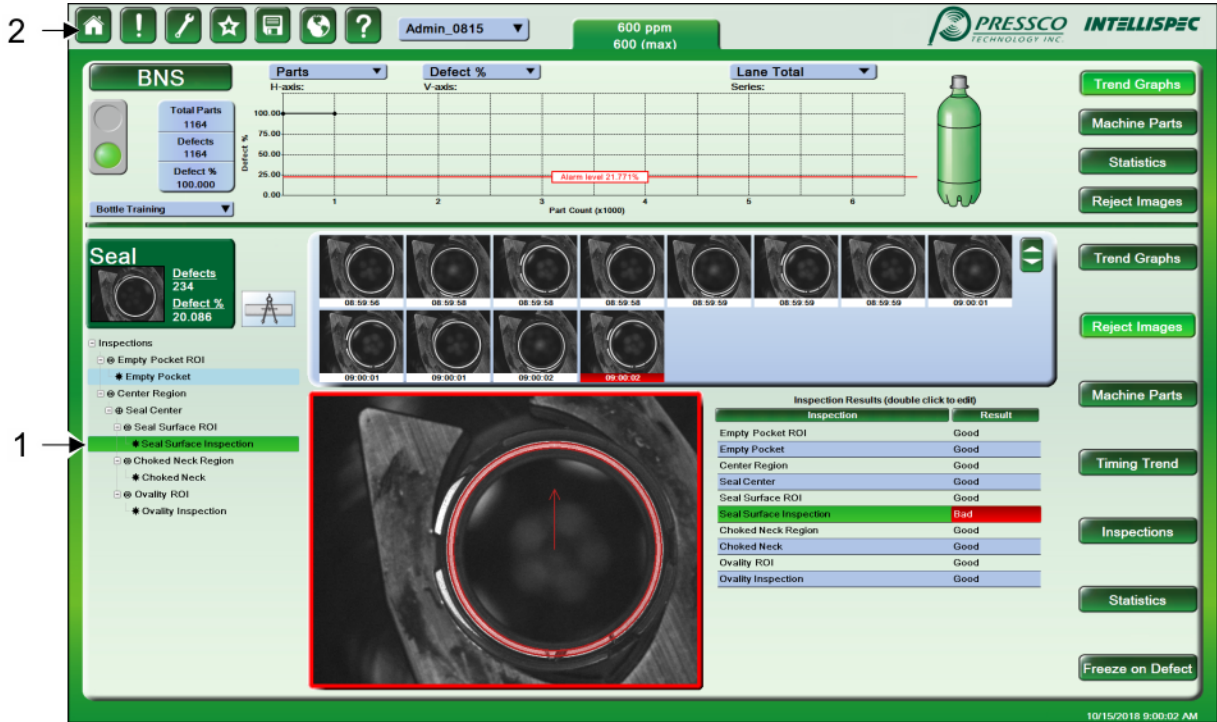 2
Admin_0815
600 ppm
600 (max)
PRESSCO
TECHNOLOGY INC.
INTELLISPEC
BNS
Parts
H-axis:
Defect %
V-axis:
Lane Total
Series:
Total Parts
1164
Defects
1164
Defect %
100.000
Bottle Training
Defect %
100.00
75.00
50.00
25.00
0.00
Alarm level 21.771%
1 2 3 4 5 6
Part Count (x1000)
Trend Graphs
Machine Parts
Statistics
Reject Images
Seal
Defects
234
Defect %
20.086
08:59:56 08:59:58 08:59:58 08:59:58 08:59:59 08:59:59 08:59:59 09:00:01
09:00:01 09:00:01 09:00:02 09:00:02
Inspections
Empty Pocket ROI
Empty Pocket
Center Region
Seal Center
Seal Surface ROI
1
Seal Surface Inspection
Choked Neck Region
Choked Neck
Ovality ROI
Ovality Inspection
Inspection Results (double click to edit)
Inspection Result
Empty Pocket ROI Good
Empty Pocket Good
Center Region Good
Seal Center Good
Seal Surface ROI Good
Seal Surface Inspection Bad
Choked Neck Region Good
Choked Neck Good
Ovality ROI Good
Ovality Inspection Good
Trend Graphs
Reject Images
Machine Parts
Timing Trend
Inspections
Statistics
Freeze on Defect
10/15/2018 9:00:02 AM